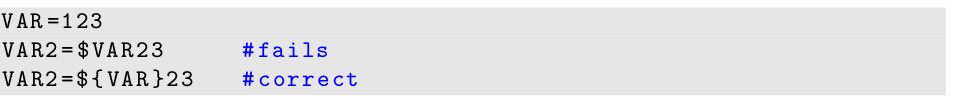 VAR=123
VAR2=$VAR23 #fails
VAR2=${VAR}23 #correct